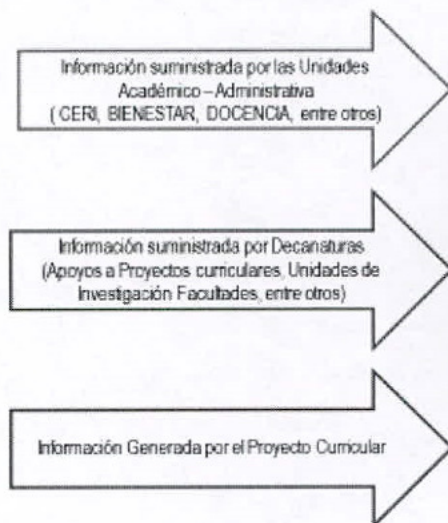 Información suministrada por las Unidades
Académico – Administrativa
( CERI, BIENESTAR, DOCENCIA, entre otros)
Información suministrada por Decanaturas
(Apoyos a Proyectos curriculares, Unidades de
Investigación Facultades, entre otros)
Información Generada por el Proyecto Curricular